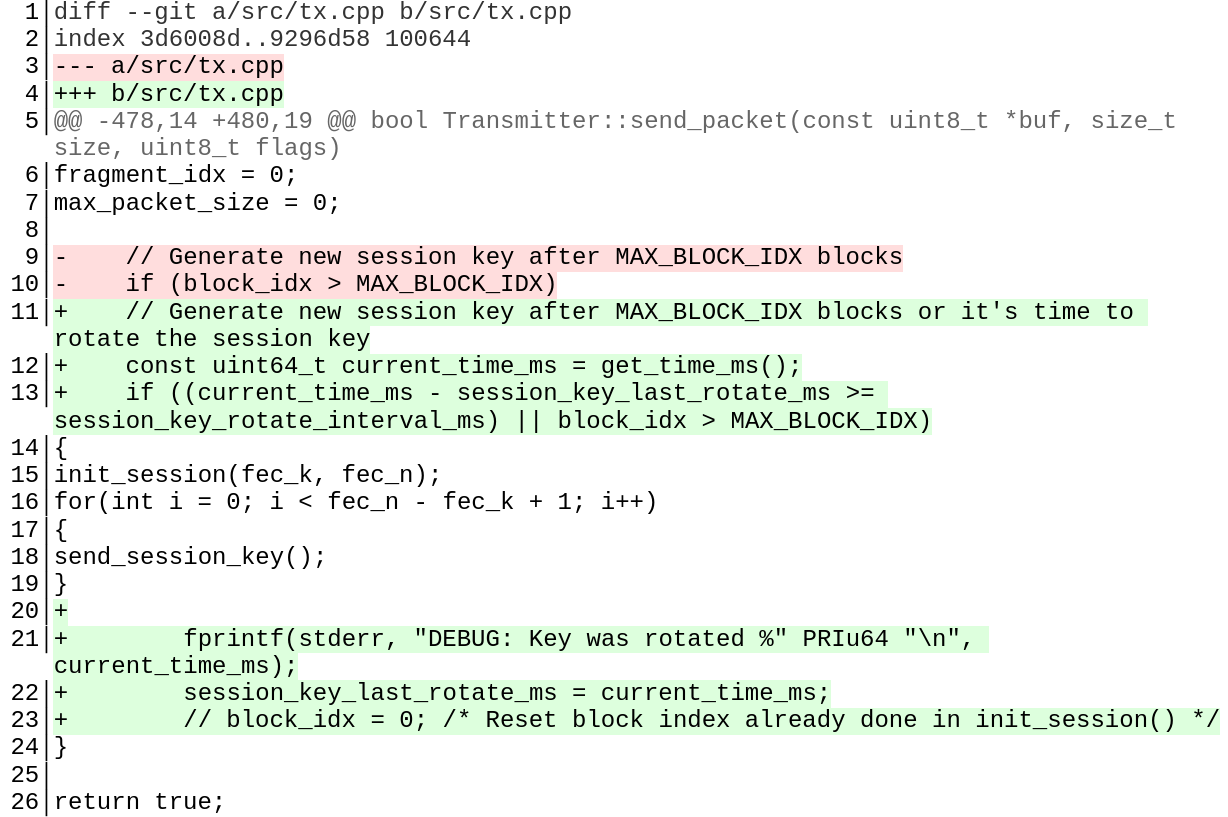 1 diff --git a/src/tx.cpp b/src/tx.cpp
2 index 3d6008d..9296d58 100644
3 --- a/src/tx.cpp
4 +++ b/src/tx.cpp
5 @@ -478,14 +480,19 @@ bool Transmitter::send_packet(const uint8_t *buf, size_t
size, uint8_t flags)
6 fragment_idx = 0;
7 max_packet_size = 0;
8
9 -    // Generate new session key after MAX_BLOCK_IDX blocks
10 -    if (block_idx > MAX_BLOCK_IDX)
11 +    // Generate new session key after MAX_BLOCK_IDX blocks or it's time to
rotate the session key
12 +    const uint64_t current_time_ms = get_time_ms();
13 +    if ((current_time_ms - session_key_last_rotate_ms >=
session_key_rotate_interval_ms) || block_idx > MAX_BLOCK_IDX)
14 {
15 init_session(fec_k, fec_n);
16 for(int i = 0; i < fec_n - fec_k + 1; i++)
17 {
18 send_session_key();
19 }
20 +
21 +        fprintf(stderr, "DEBUG: Key was rotated %" PRIu64 "\n",
current_time_ms);
22 +        session_key_last_rotate_ms = current_time_ms;
23 +        // block_idx = 0; /* Reset block index already done in init_session() */
24 }
25
26 return true;